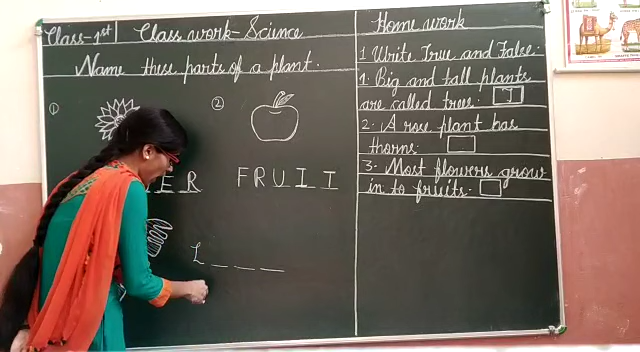 Class-1st
Class work - Science
Name these parts of a plant.
①
②
ER
FRUIT
L _ _ _
Home work
1 Write True and False.
1. Big and tall plants
are called tree. T
2. A rose plant has
thorns.
3. Most flowers grow
in to fruits.